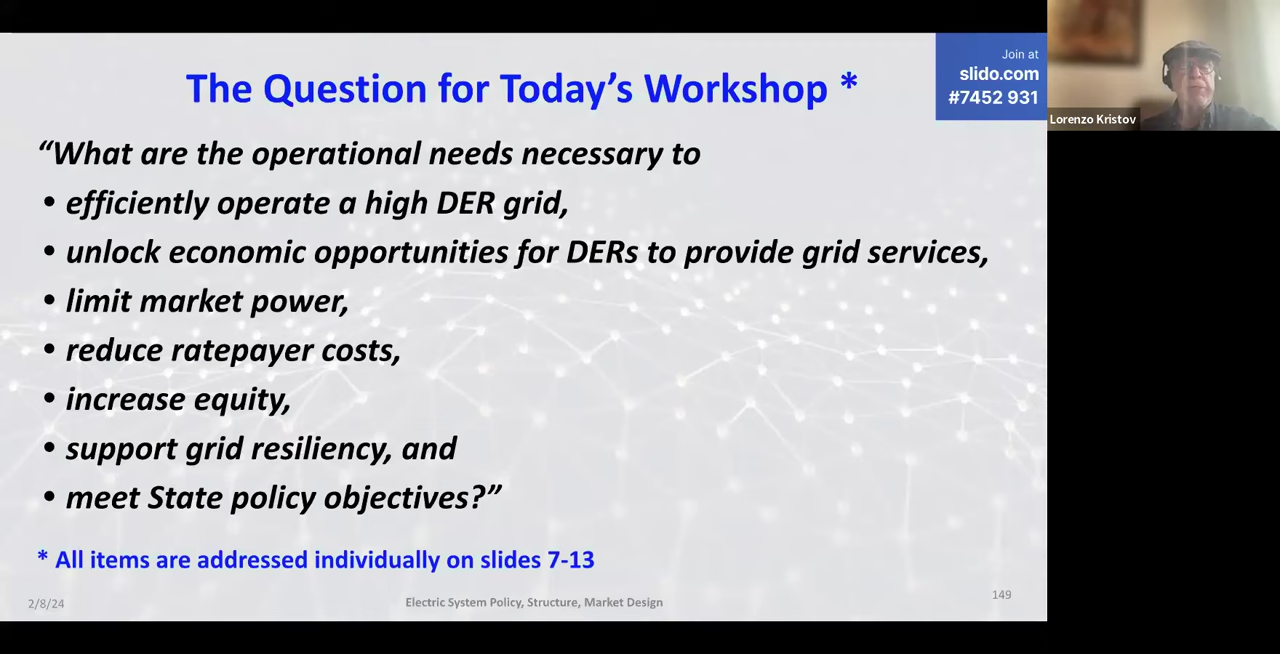 The Question for Today's Workshop *
Join at
slido.com
#7452 931
Lorenzo Kristov
“What are the operational needs necessary to
• efficiently operate a high DER grid,
• unlock economic opportunities for DERs to provide grid services,
• limit market power,
• reduce ratepayer costs,
• increase equity,
• support grid resiliency, and
• meet State policy objectives?”
* All items are addressed individually on slides 7-13
2/8/24
Electric System Policy, Structure, Market Design
149